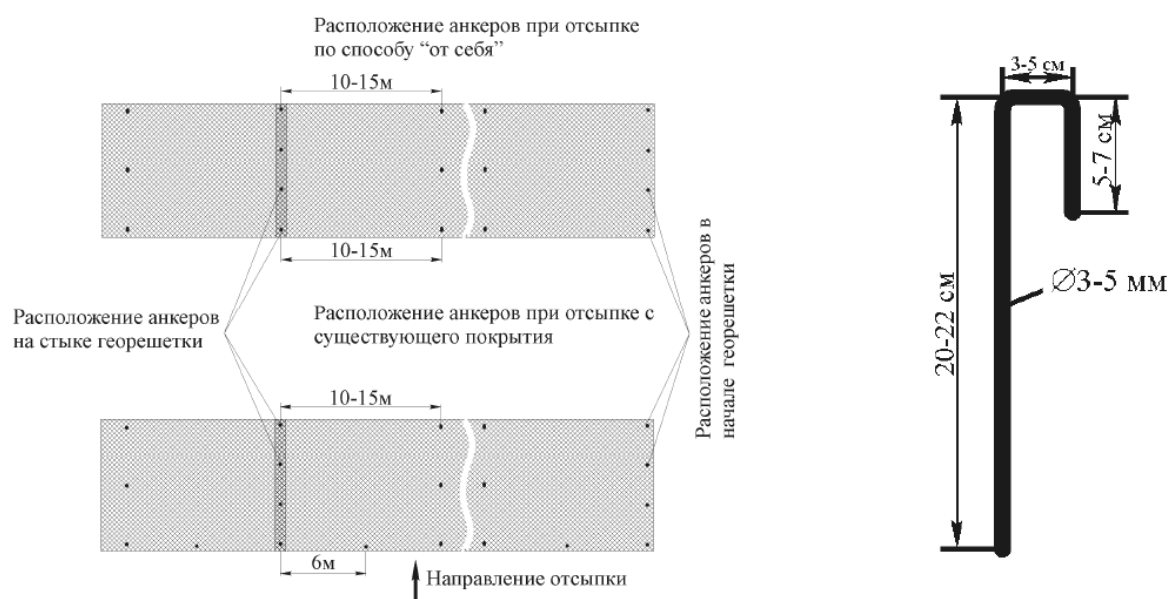 Расположение анкеров при отсыпке
по способу “от себя”
10-15м
10-15м
Расположение анкеров
на стыке георешетки
Расположение анкеров при отсыпке с
существующего покрытия
Расположение анкеров в
начале георешетки
10-15м
6м
Направление отсыпки
3-5 см
5-7 см
20-22 см
∅3-5 мм